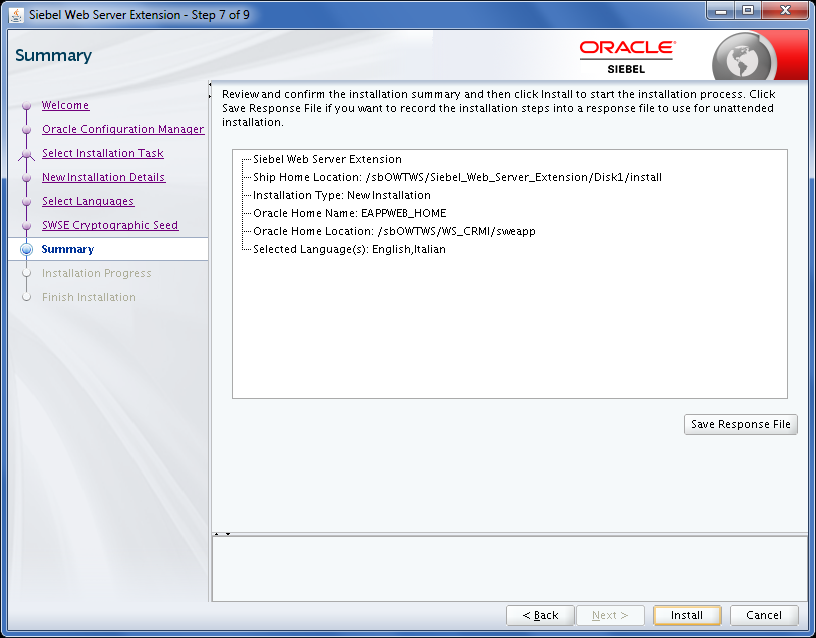 Siebel Web Server Extension - Step 7 of 9
Summary
ORACLE
SIEBEL
Welcome
Oracle Configuration Manager
Select Installation Task
New Installation Details
Select Languages
SWSE Cryptographic Seed
Summary
Installation Progress
Finish Installation
Review and confirm the installation summary and then click Install to start the installation process. Click
Save Response File if you want to record the installation steps into a response file to use for unattended
installation.
Siebel Web Server Extension
Ship Home Location: /sbOWTWS/Siebel_Web_Server_Extension/Disk1/install
Installation Type: New Installation
Oracle Home Name: EAPPWEB_HOME
Oracle Home Location: /sbOWTWS/WS_CRMI/sweapp
Selected Language(s): English,Italian
Save Response File
< Back
Next >
Install
Cancel